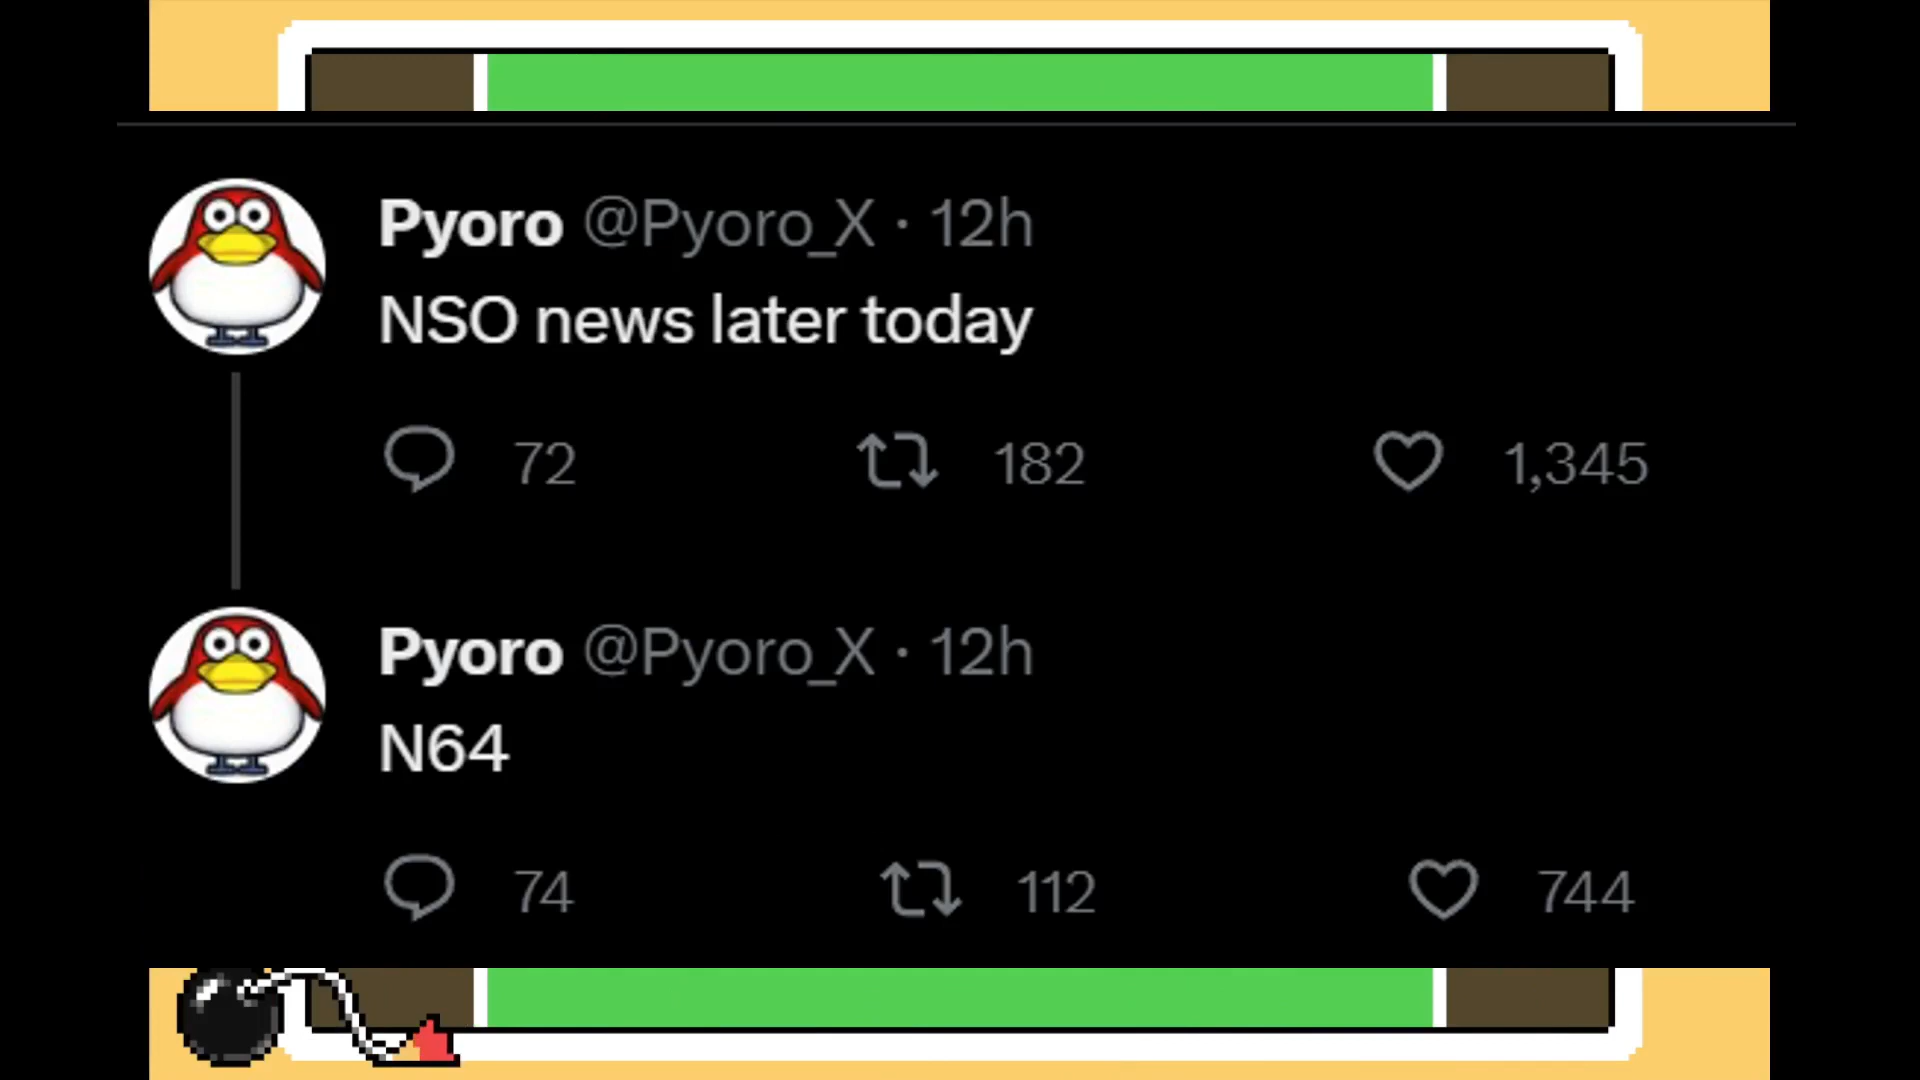 Pyoro @Pyoro_X · 12h
NSO news later today
72 182 1,345
Pyoro @Pyoro_X · 12h
N64
74 112 744